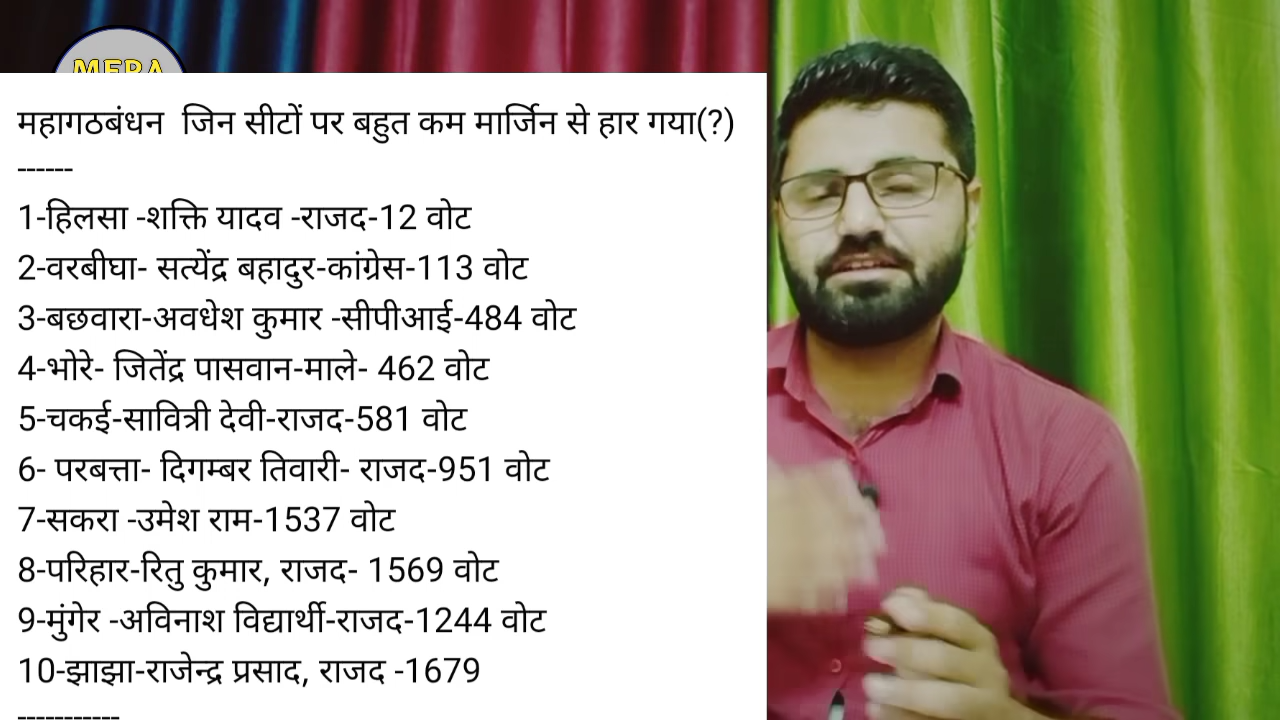 MERA
महागठबंधन जिन सीटों पर बहुत कम मार्जिन से हार गया(?)
------
1-हिलसा -शक्ति यादव -राजद-12 वोट
2-वरबीघा- सत्येंद्र बहादुर-कांग्रेस-113 वोट
3-बछवारा-अवधेश कुमार -सीपीआई-484 वोट
4-भोरे- जितेंद्र पासवान-माले- 462 वोट
5-चकई-सावित्री देवी-राजद-581 वोट
6- परबत्ता- दिगम्बर तिवारी- राजद-951 वोट
7-सकरा -उमेश राम-1537 वोट
8-परिहार-रितु कुमार, राजद- 1569 वोट
9-मुंगेर -अविनाश विद्यार्थी-राजद-1244 वोट
10-झाझा-राजेन्द्र प्रसाद, राजद -1679
-----------